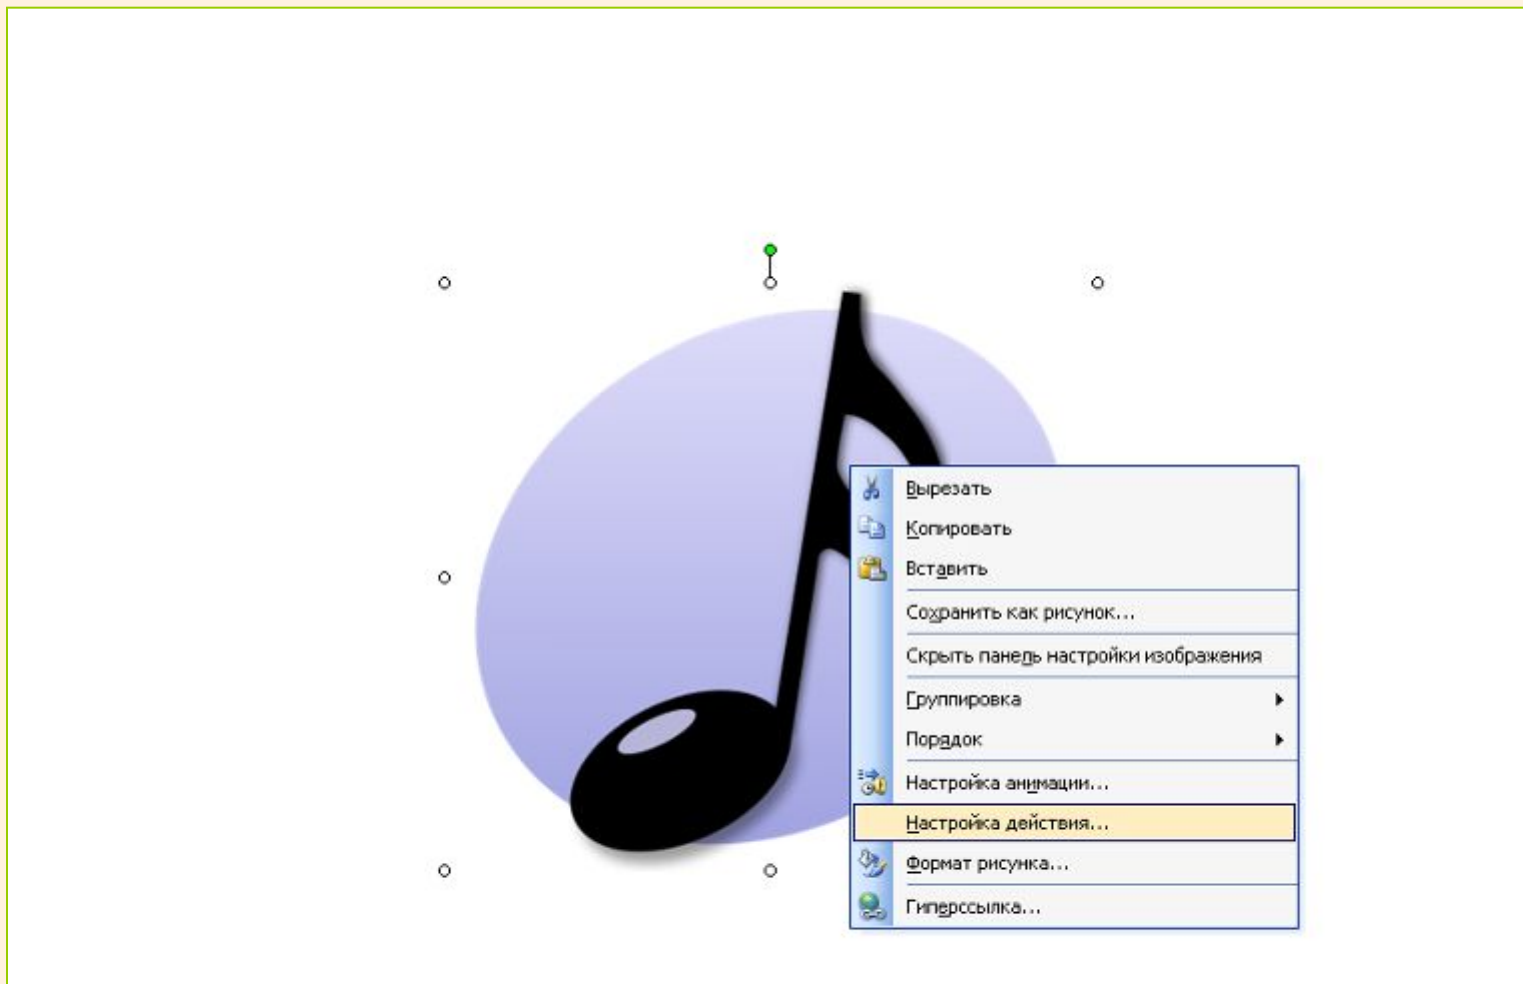 Вырезать
Копировать
Вставить
Сохранить как рисунок...
Скрыть панель настройки изображения
Группировка
Порядок
Настройка анимации...
Настройка действия...
Формат рисунка...
Гиперссылка...